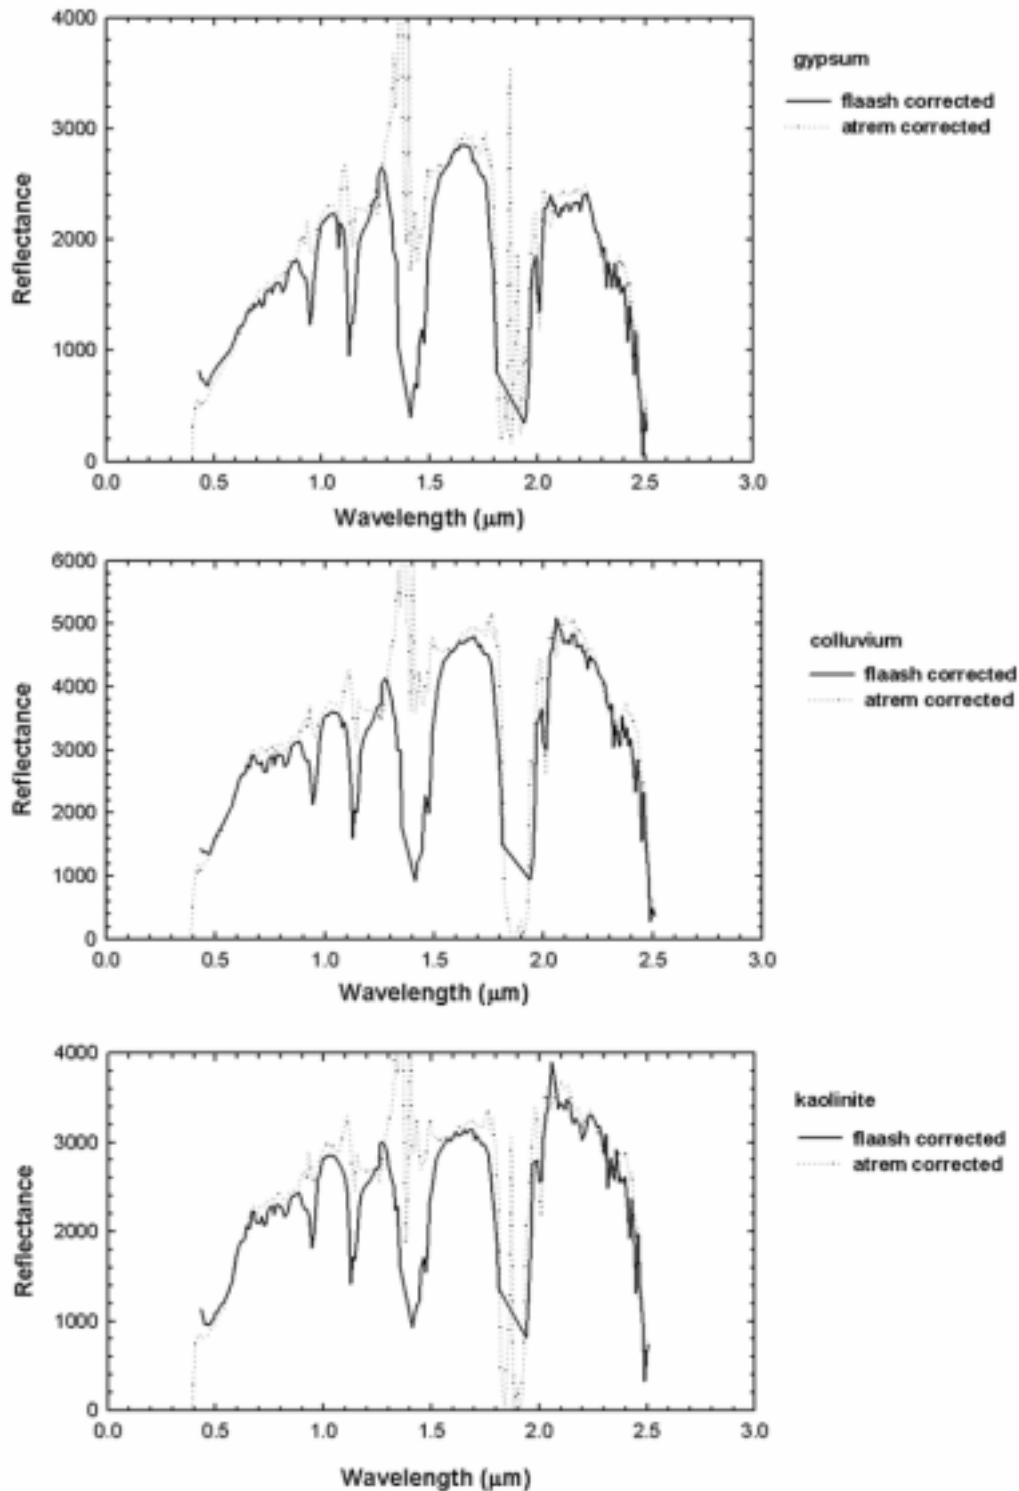 gypsum
flaash corrected
atrem corrected
4000
3000
2000
1000
0
Reflectance
0.0 0.5 1.0 1.5 2.0 2.5 3.0
Wavelength (µm)
colluvium
flaash corrected
atrem corrected
6000
5000
4000
3000
2000
1000
0
Reflectance
0.0 0.5 1.0 1.5 2.0 2.5 3.0
Wavelength (µm)
kaolinite
flaash corrected
atrem corrected
4000
3000
2000
1000
0
Reflectance
0.0 0.5 1.0 1.5 2.0 2.5 3.0
Wavelength (µm)